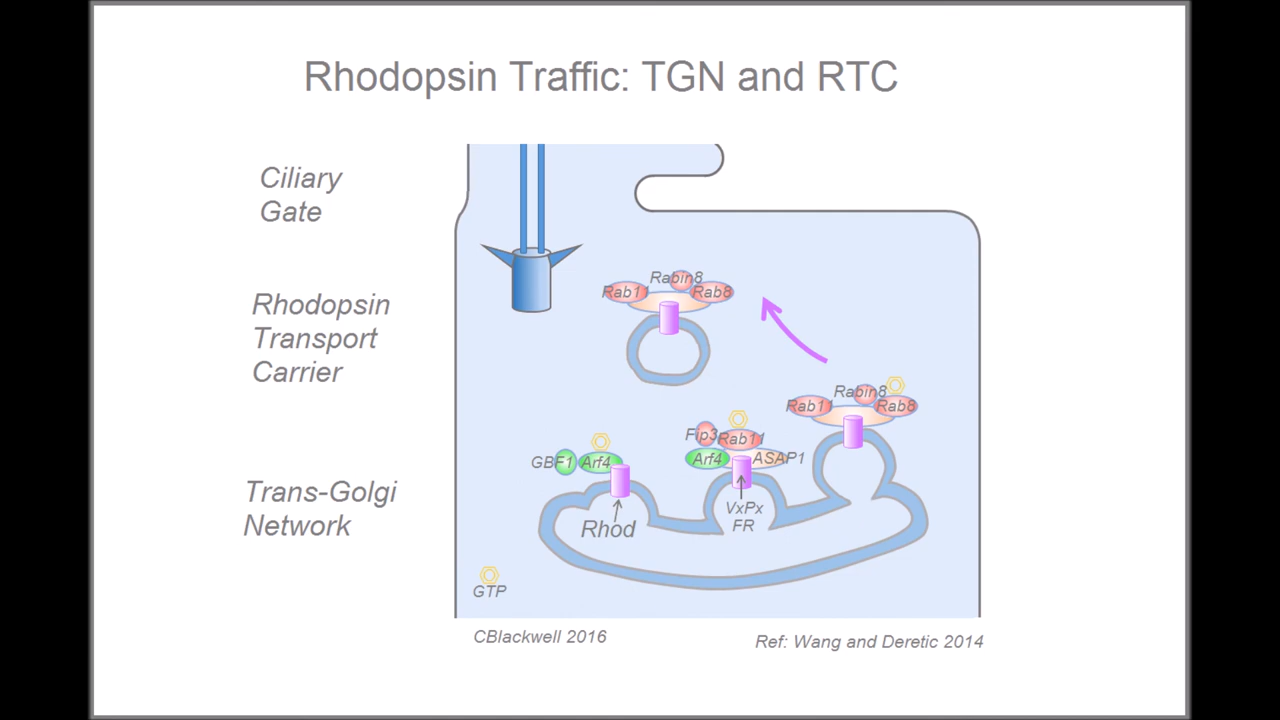 Rhodopsin Traffic: TGN and RTC
Ciliary
Gate
Rhodopsin
Transport
Carrier
Trans-Golgi
Network
Rabin8
Rab11
Rab8
Rabin8
Rab11
Rab8
Fip3
Rab11
Arf4
ASAP1
GBF1
Arf4
VxPx
FR
Rhod
GTP
CBlackwell 2016
Ref: Wang and Deretic 2014